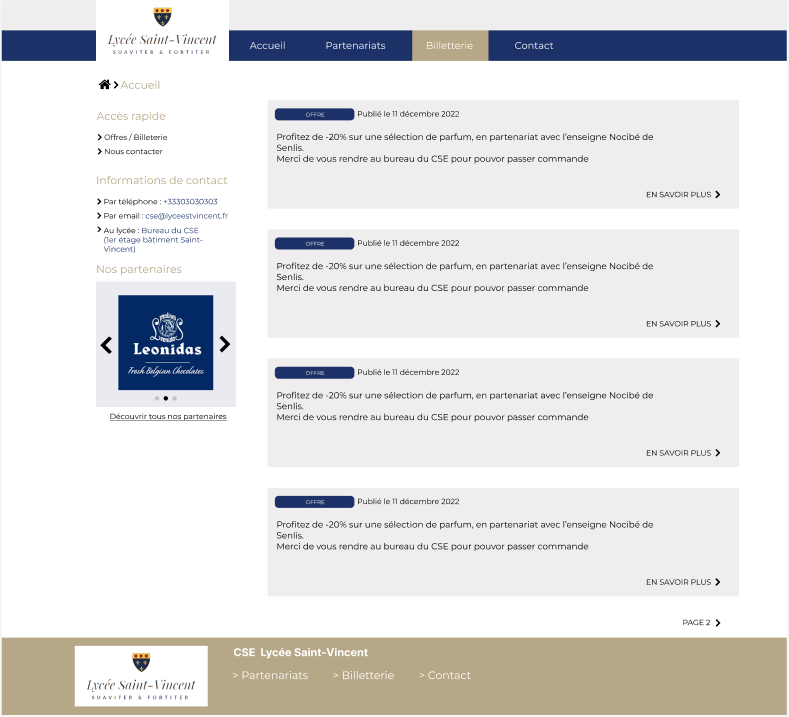 Lycée Saint-Vincent
SUAVITER & FORTITER
Accueil
Partenariats
Billetterie
Contact
Accueil
Accès rapide
Offres / Billeterie
Nous contacter
Informations de contact
Par téléphone : +33303030303
Par email : cse@lyceestvincent.fr
Au lycée : Bureau du CSE
(1er étage bâtiment Saint-
Vincent)
Nos partenaires
Leonidas
Fresh Belgian Chocolates
Découvrir tous nos partenaires
OFFRE Publié le 11 décembre 2022
Profitez de -20% sur une sélection de parfum, en partenariat avec l'enseigne Nocibé de
Senlis.
Merci de vous rendre au bureau du CSE pour pouvor passer commande
EN SAVOIR PLUS
OFFRE Publié le 11 décembre 2022
Profitez de -20% sur une sélection de parfum, en partenariat avec l'enseigne Nocibé de
Senlis.
Merci de vous rendre au bureau du CSE pour pouvor passer commande
EN SAVOIR PLUS
OFFRE Publié le 11 décembre 2022
Profitez de -20% sur une sélection de parfum, en partenariat avec l'enseigne Nocibé de
Senlis.
Merci de vous rendre au bureau du CSE pour pouvor passer commande
EN SAVOIR PLUS
OFFRE Publié le 11 décembre 2022
Profitez de -20% sur une sélection de parfum, en partenariat avec l'enseigne Nocibé de
Senlis.
Merci de vous rendre au bureau du CSE pour pouvor passer commande
EN SAVOIR PLUS
PAGE 2
Lycée Saint-Vincent
SUAVITER & FORTITER
CSE Lycée Saint-Vincent
> Partenariats > Billetterie > Contact